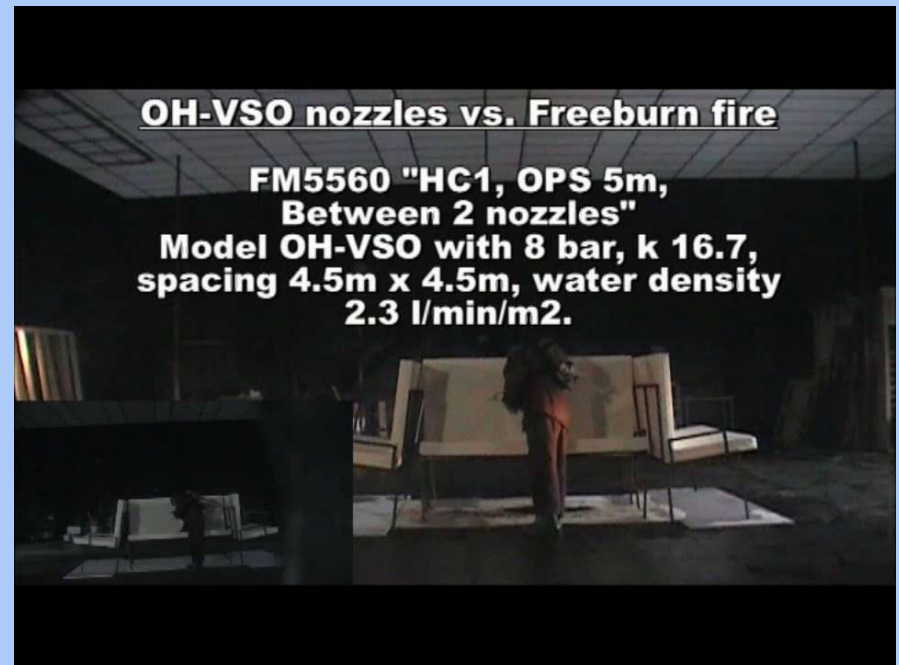 OH-VSO nozzles vs. Freeburn fire
FM5560 "HC1, OPS 5m,
Between 2 nozzles"
Model OH-VSO with 8 bar, k 16.7,
spacing 4.5m x 4.5m, water density
2.3 l/min/m2.